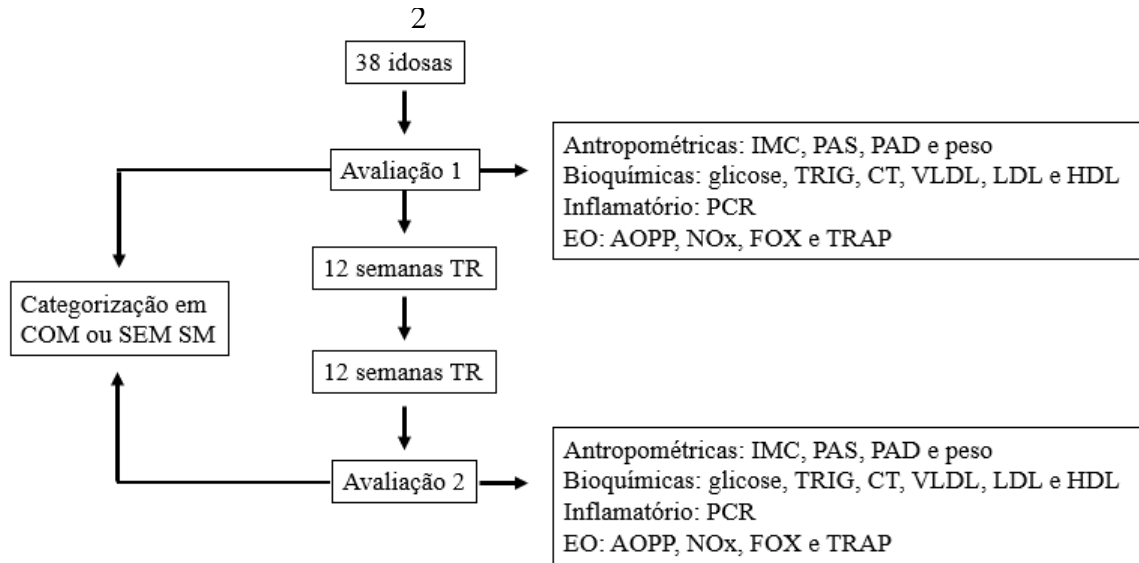 2
38 idosas
Avaliação 1
Antropométricas: IMC, PAS, PAD e peso
Bioquímicas: glicose, TRIG, CT, VLDL, LDL e HDL
Inflamatório: PCR
EO: AOPP, NOx, FOX e TRAP
12 semanas TR
Categorização em
COM ou SEM SM
12 semanas TR
Avaliação 2
Antropométricas: IMC, PAS, PAD e peso
Bioquímicas: glicose, TRIG, CT, VLDL, LDL e HDL
Inflamatório: PCR
EO: AOPP, NOx, FOX e TRAP